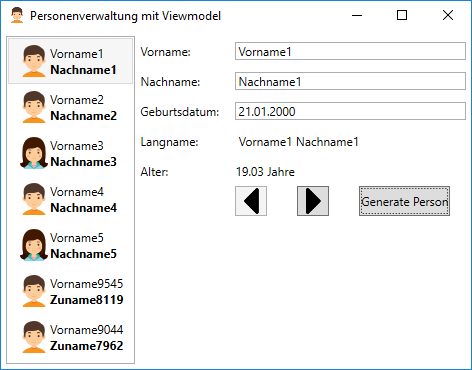 Personenverwaltung mit Viewmodel
Vorname1
Nachname1
Vorname2
Nachname2
Vorname3
Nachname3
Vorname4
Nachname4
Vorname5
Nachname5
Vorname9545
Zuname8119
Vorname9044
Zuname7962
Vorname: Vorname1
Nachname: Nachname1
Geburtsdatum: 21.01.2000
Langname: Vorname1 Nachname1
Alter: 19.03 Jahre
Generate Person